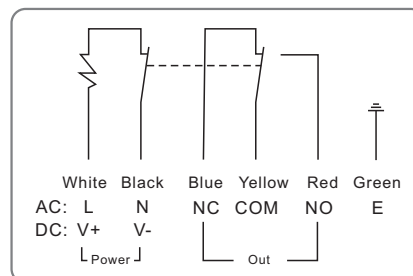 White Black Blue Yellow Red Green
AC: L N NC COM NO E
DC: V+ V-
Power Out